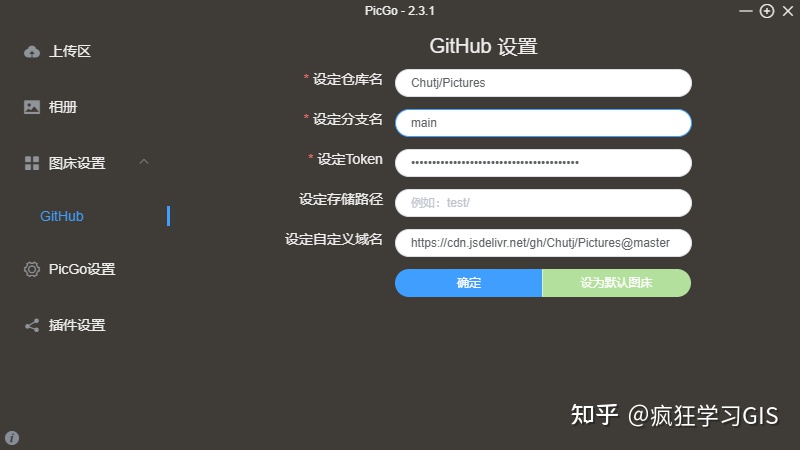 PicGo - 2.3.1
上传区
相册
图床设置
GitHub
PicGo设置
插件设置
GitHub 设置
* 设定仓库名 Chutj/Pictures
* 设定分支名 main
* 设定Token ••••••••••••••••••••••••••••••••••••••••
设定存储路径 例如：test/
设定自定义域名 https://cdn.jsdelivr.net/gh/Chutj/Pictures@master
确定 设为默认图床
知乎 @疯狂学习GIS